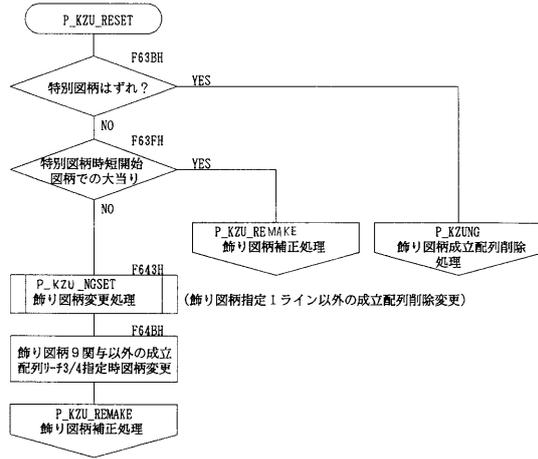 P_KZU_RESET
F63BH
特別図柄はずれ？
YES
NO
F63FH
特別図柄時短開始
図柄での大当り
YES
NO
P_KZU_REMAKE
飾り図柄補正処理
P_KZUNG
飾り図柄成立配列削除
処理
F643H
P_KZU_NGSET
飾り図柄変更処理
(飾り図柄指定１ライン以外の成立配列削除変更)
F64BH
飾り図柄９関与以外の成立
配列ﾘｰﾁ3/4指定時図柄変更
P_KZU_REMAKE
飾り図柄補正処理